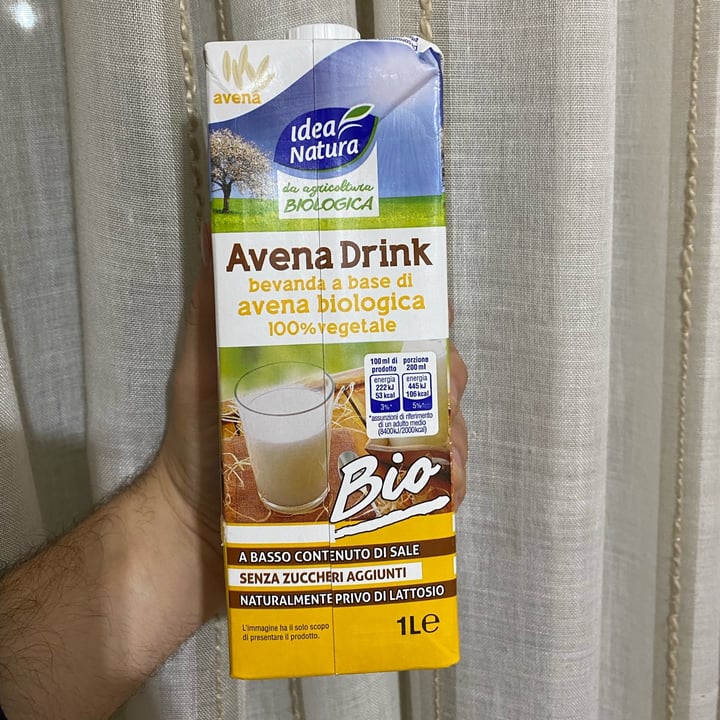 avena
Idea
Natura
da agricoltura
BIOLOGICA
Avena Drink
bevanda a base di
avena biologica
100% vegetale
100 ml di
prodotto
porzione
200 ml
energia
222 kJ
53 kcal
3%*
energia
445 kJ
106 kcal
5%*
*assunzioni di riferimento
di un adulto medio
(8400kJ/2000kcal)
Bio
A BASSO CONTENUTO DI SALE
SENZA ZUCCHERI AGGIUNTI
NATURALMENTE PRIVO DI LATTOSIO
L'immagine ha il solo scopo
di presentare il prodotto.
1L℮